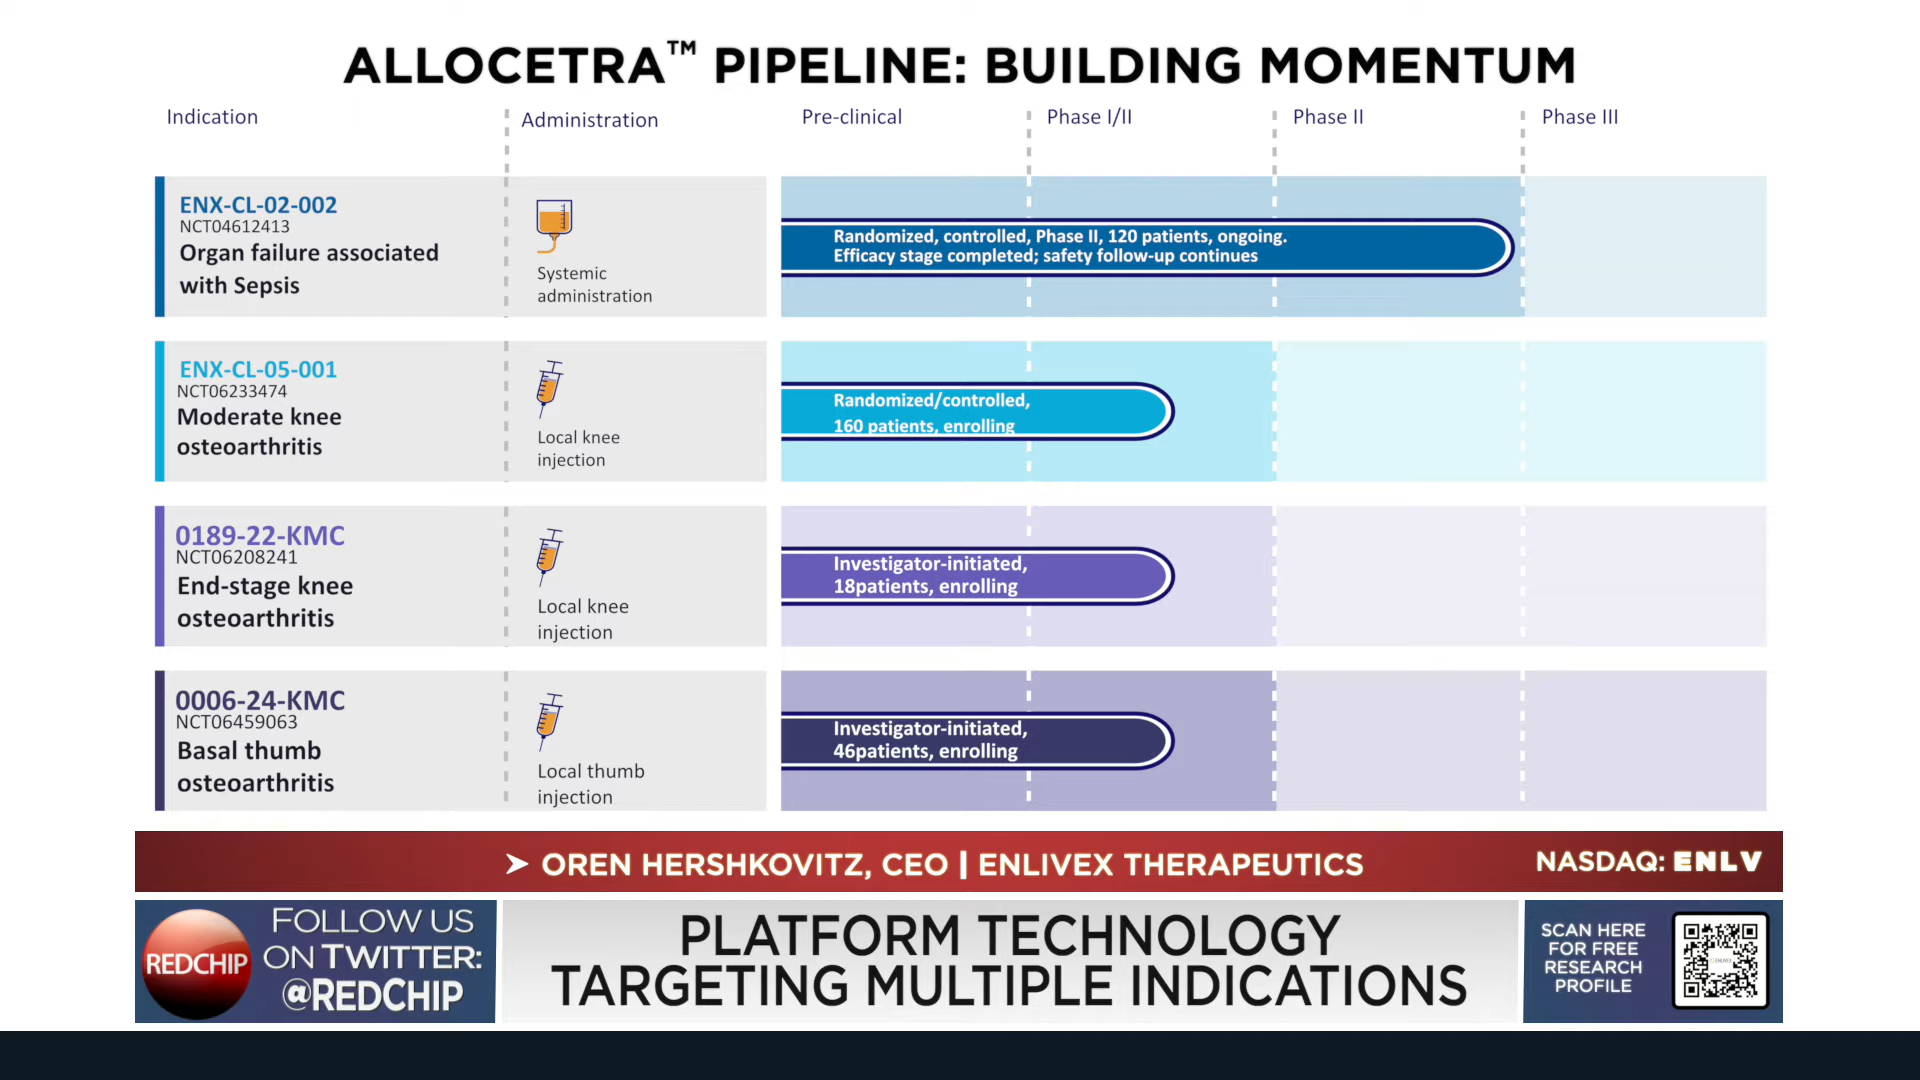 ALLOCETRA™ PIPELINE: BUILDING MOMENTUM
Indication
Administration
Pre-clinical
Phase I/II
Phase II
Phase III
ENX-CL-02-002
NCT04612413
Organ failure associated
with Sepsis
Systemic
administration
Randomized, controlled, Phase II, 120 patients, ongoing.
Efficacy stage completed; safety follow-up continues
ENX-CL-05-001
NCT06233474
Moderate knee
osteoarthritis
Local knee
injection
Randomized/controlled,
160 patients, enrolling
0189-22-KMC
NCT06208241
End-stage knee
osteoarthritis
Local knee
injection
Investigator-initiated,
18patients, enrolling
0006-24-KMC
NCT06459063
Basal thumb
osteoarthritis
Local thumb
injection
Investigator-initiated,
46patients, enrolling
➤ OREN HERSHKOVITZ, CEO | ENLIVEX THERAPEUTICS
NASDAQ: ENLV
REDCHIP
FOLLOW US
ON TWITTER:
@REDCHIP
PLATFORM TECHNOLOGY
TARGETING MULTIPLE INDICATIONS
SCAN HERE
FOR FREE
RESEARCH
PROFILE
ENLIVEX